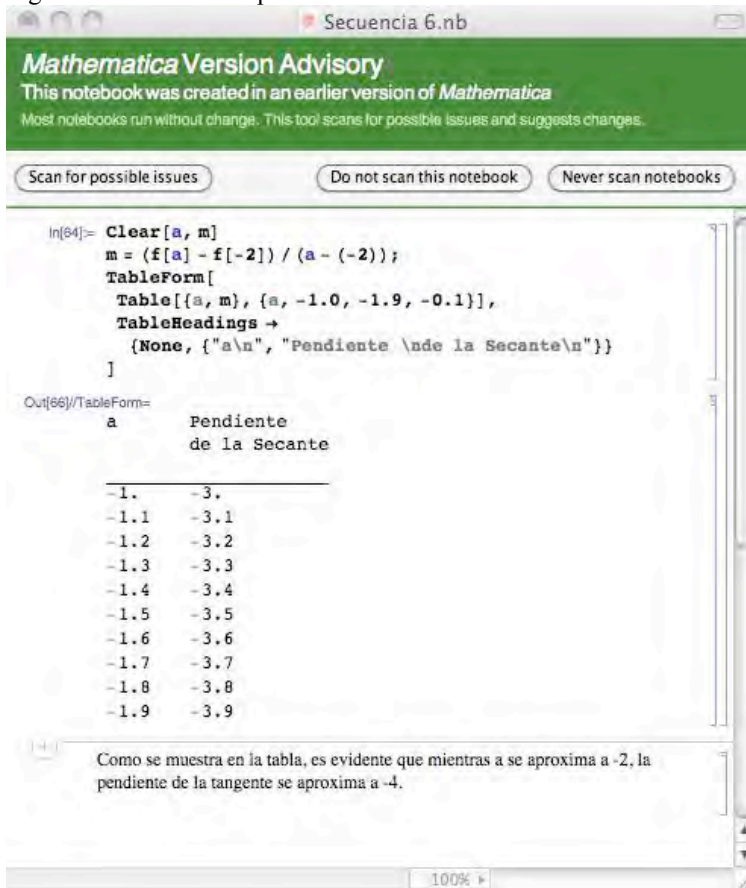 Secuencia 6.nb
Mathematica Version Advisory
This notebook was created in an earlier version of Mathematica
Most notebooks run without change. This tool scans for possible issues and suggests changes.
Scan for possible issues Do not scan this notebook Never scan notebooks
In[64]:= Clear[a, m]
m = (f[a] - f[-2]) / (a - (-2));
TableForm[
Table[{a, m}, {a, -1.0, -1.9, -0.1}],
TableHeadings →
{None, {"a\n", "Pendiente \nde la Secante\n"}}
]
Out[66]//TableForm=
a Pendiente
de la Secante
-1. -3.
-1.1 -3.1
-1.2 -3.2
-1.3 -3.3
-1.4 -3.4
-1.5 -3.5
-1.6 -3.6
-1.7 -3.7
-1.8 -3.8
-1.9 -3.9
Como se muestra en la tabla, es evidente que mientras a se aproxima a -2, la
pendiente de la tangente se aproxima a -4.
100%